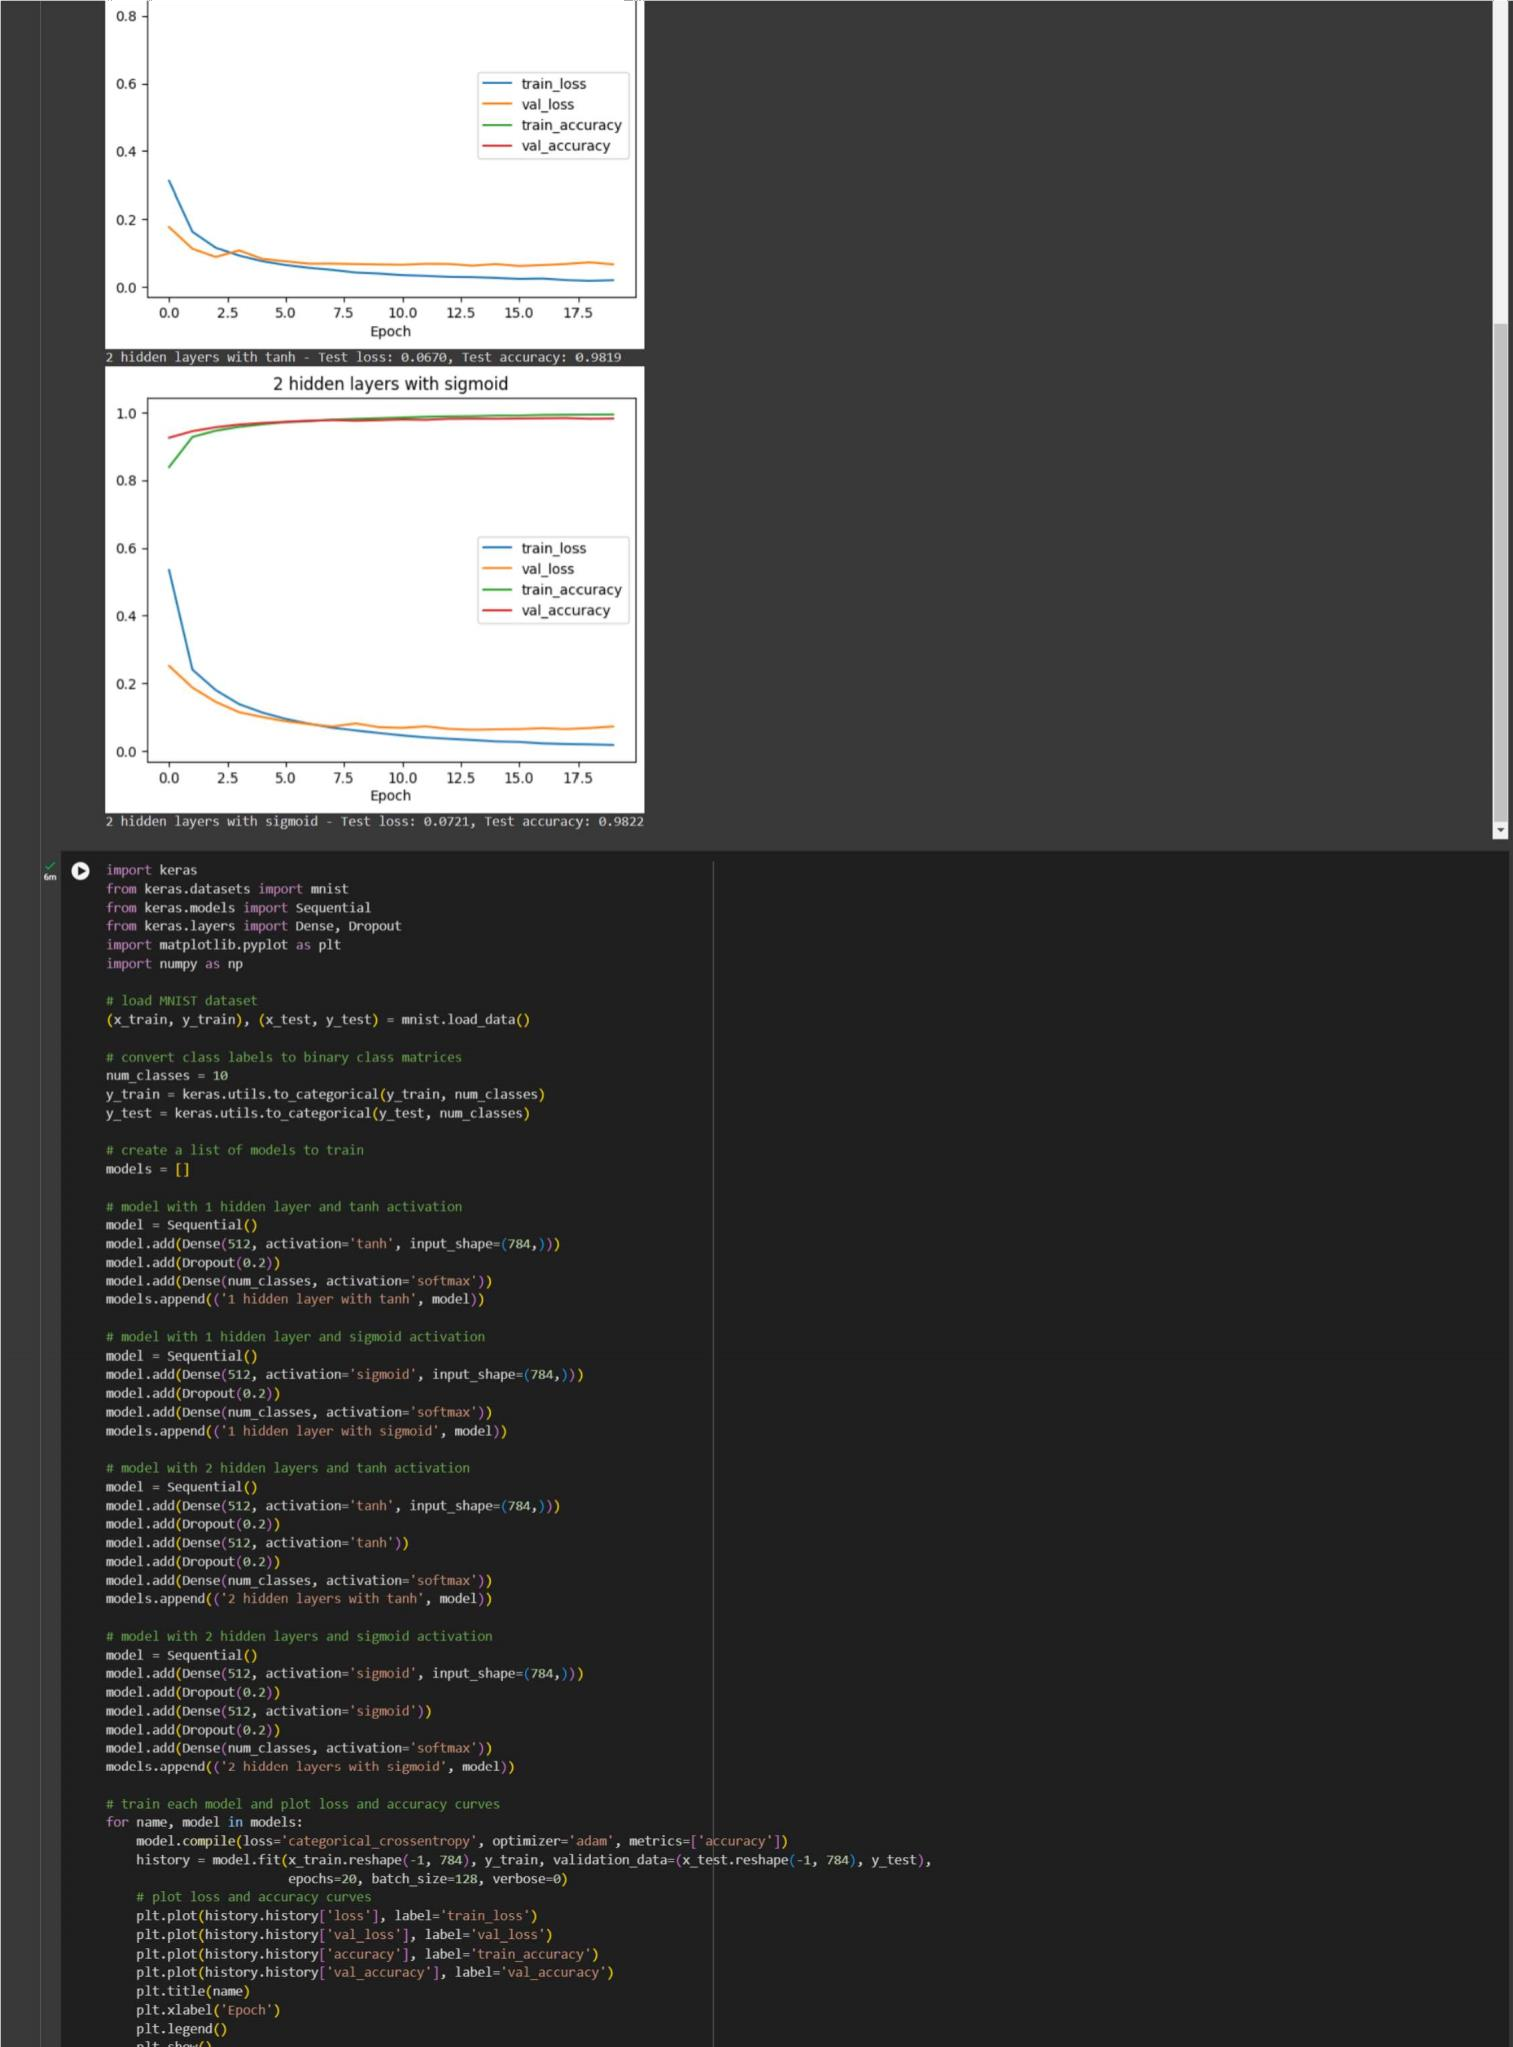 0.8
0.6
train_loss
val_loss
train_accuracy
val_accuracy
0.4
0.2
0.0
0.0 2.5 5.0 7.5 10.0 12.5 15.0 17.5
Epoch
2 hidden layers with tanh - Test loss: 0.0670, Test accuracy: 0.9819
2 hidden layers with sigmoid
1.0
0.8
0.6
train_loss
val_loss
train_accuracy
val_accuracy
0.4
0.2
0.0
0.0 2.5 5.0 7.5 10.0 12.5 15.0 17.5
Epoch
2 hidden layers with sigmoid - Test loss: 0.0721, Test accuracy: 0.9822
6m
import keras
from keras.datasets import mnist
from keras.models import Sequential
from keras.layers import Dense, Dropout
import matplotlib.pyplot as plt
import numpy as np
# load MNIST dataset
(x_train, y_train), (x_test, y_test) = mnist.load_data()
# convert class labels to binary class matrices
num_classes = 10
y_train = keras.utils.to_categorical(y_train, num_classes)
y_test = keras.utils.to_categorical(y_test, num_classes)
# create a list of models to train
models = []
# model with 1 hidden layer and tanh activation
model = Sequential()
model.add(Dense(512, activation='tanh', input_shape=(784,)))
model.add(Dropout(0.2))
model.add(Dense(num_classes, activation='softmax'))
models.append(('1 hidden layer with tanh', model))
# model with 1 hidden layer and sigmoid activation
model = Sequential()
model.add(Dense(512, activation='sigmoid', input_shape=(784,)))
model.add(Dropout(0.2))
model.add(Dense(num_classes, activation='softmax'))
models.append(('1 hidden layer with sigmoid', model))
# model with 2 hidden layers and tanh activation
model = Sequential()
model.add(Dense(512, activation='tanh', input_shape=(784,)))
model.add(Dropout(0.2))
model.add(Dense(512, activation='tanh'))
model.add(Dropout(0.2))
model.add(Dense(num_classes, activation='softmax'))
models.append(('2 hidden layers with tanh', model))
# model with 2 hidden layers and sigmoid activation
model = Sequential()
model.add(Dense(512, activation='sigmoid', input_shape=(784,)))
model.add(Dropout(0.2))
model.add(Dense(512, activation='sigmoid'))
model.add(Dropout(0.2))
model.add(Dense(num_classes, activation='softmax'))
models.append(('2 hidden layers with sigmoid', model))
# train each model and plot loss and accuracy curves
for name, model in models:
    model.compile(loss='categorical_crossentropy', optimizer='adam', metrics=['accuracy'])
    history = model.fit(x_train.reshape(-1, 784), y_train, validation_data=(x_test.reshape(-1, 784), y_test),
                        epochs=20, batch_size=128, verbose=0)
    # plot loss and accuracy curves
    plt.plot(history.history['loss'], label='train_loss')
    plt.plot(history.history['val_loss'], label='val_loss')
    plt.plot(history.history['accuracy'], label='train_accuracy')
    plt.plot(history.history['val_accuracy'], label='val_accuracy')
    plt.title(name)
    plt.xlabel('Epoch')
    plt.legend()
    plt.show()